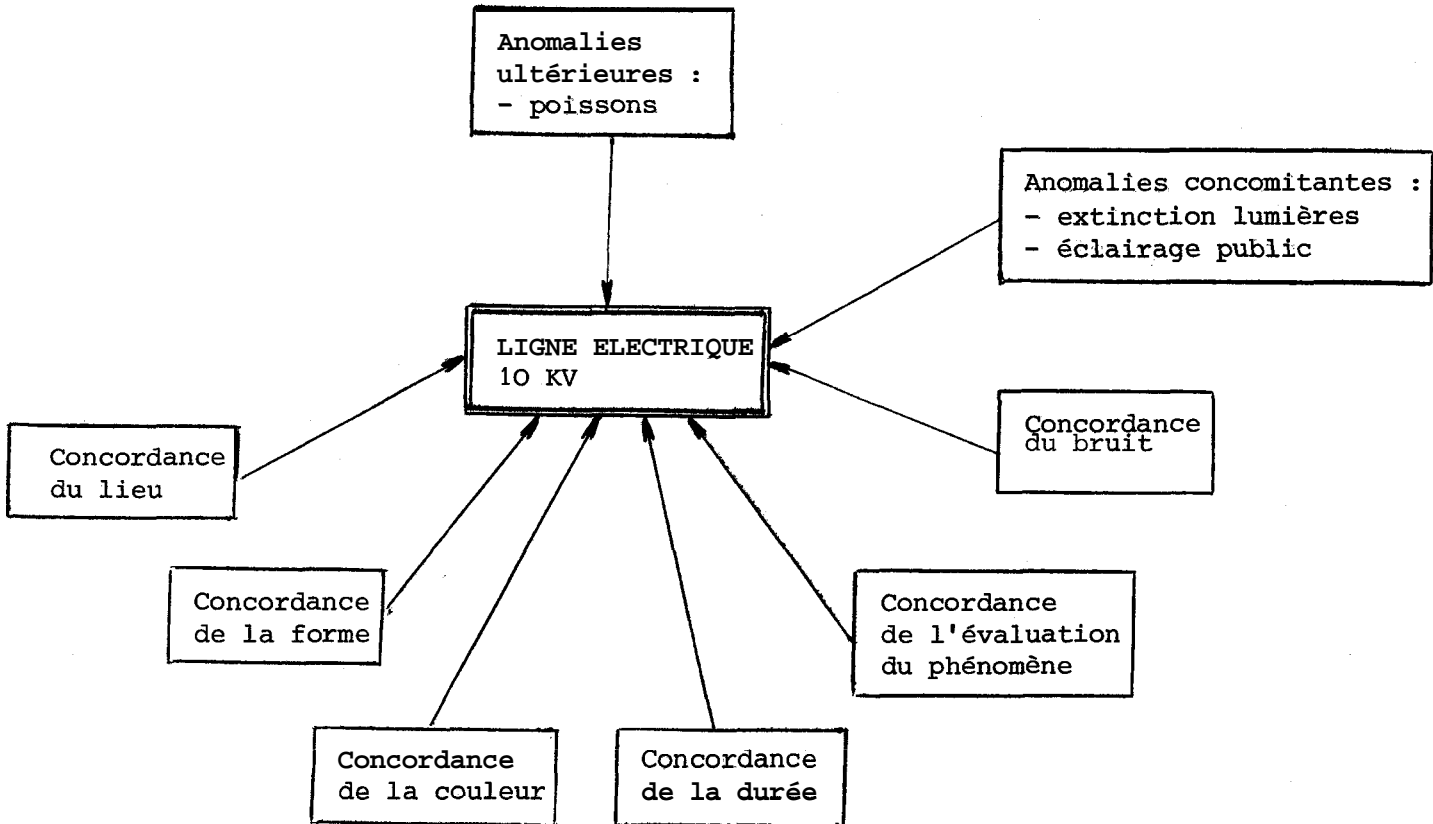 Anomalies
ultérieures :
- poissons
Anomalies concomitantes :
- extinction lumières
- éclairage public
LIGNE ELECTRIQUE
10 KV
Concordance
du bruit
Concordance
du lieu
Concordance
de la forme
Concordance
de l'évaluation
du phénomène
Concordance
de la couleur
Concordance
de la durée